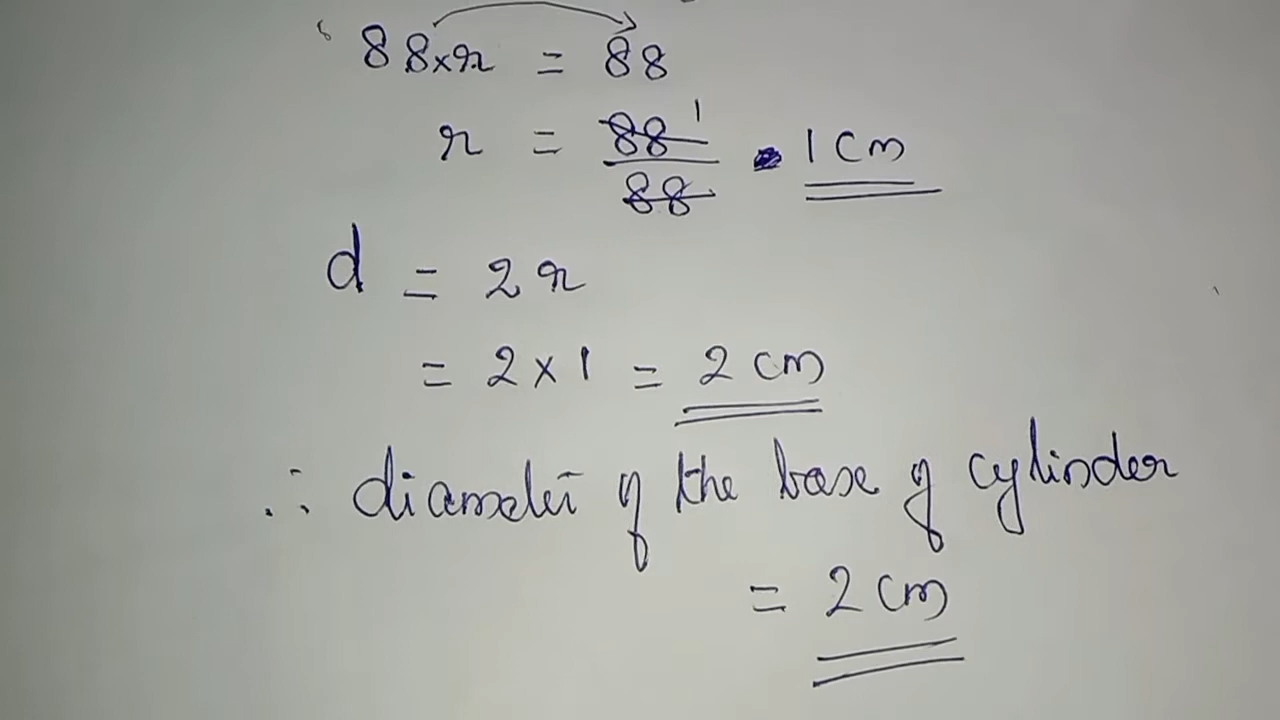 88×r = 88
r = 88/88 1 1 cm
d = 2r
= 2×1 = 2 cm
∴ diameter of the base of cylinder
= 2 cm